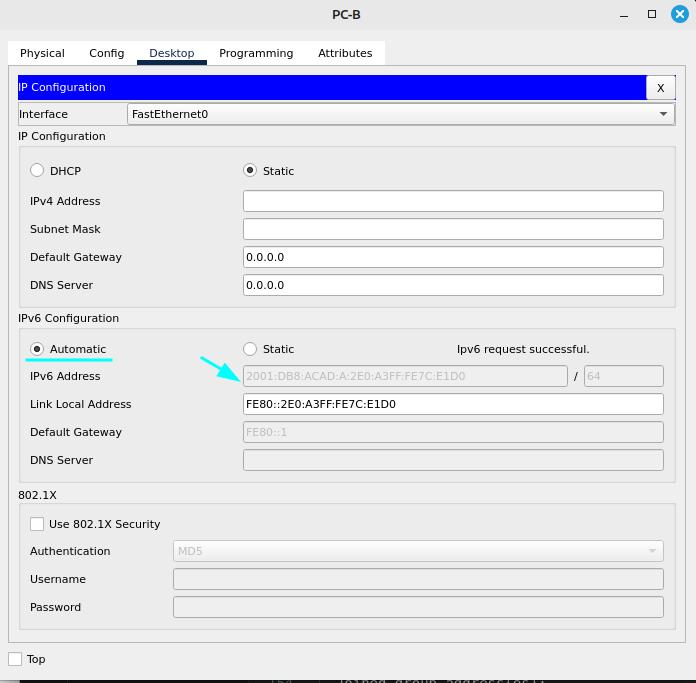 PC-B
Physical Config Desktop Programming Attributes
IP Configuration X
Interface FastEthernet0
IP Configuration
DHCP Static
IPv4 Address
Subnet Mask
Default Gateway 0.0.0.0
DNS Server 0.0.0.0
IPv6 Configuration
Automatic Static Ipv6 request successful.
IPv6 Address 2001:DB8:ACAD:A:2E0:A3FF:FE7C:E1D0 / 64
Link Local Address FE80::2E0:A3FF:FE7C:E1D0
Default Gateway FE80::1
DNS Server
802.1X
Use 802.1X Security
Authentication MD5
Username
Password
Top